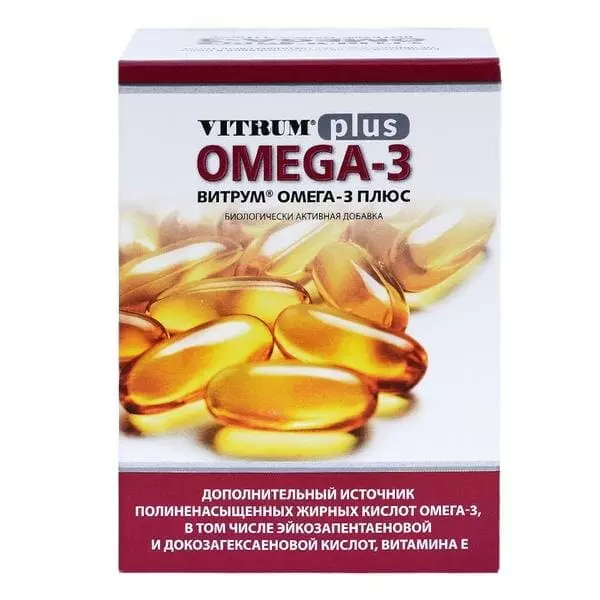 VITRUM® plus
OMEGA-3
ВИТРУМ® ОМЕГА-3 ПЛЮС
БИОЛОГИЧЕСКИ АКТИВНАЯ ДОБАВКА
ДОПОЛНИТЕЛЬНЫЙ ИСТОЧНИК
ПОЛИНЕНАСЫЩЕННЫХ ЖИРНЫХ КИСЛОТ ОМЕГА-3,
В ТОМ ЧИСЛЕ ЭЙКОЗАПЕНТАЕНОВОЙ
И ДОКОЗАГЕКСАЕНОВОЙ КИСЛОТ, ВИТАМИНА Е